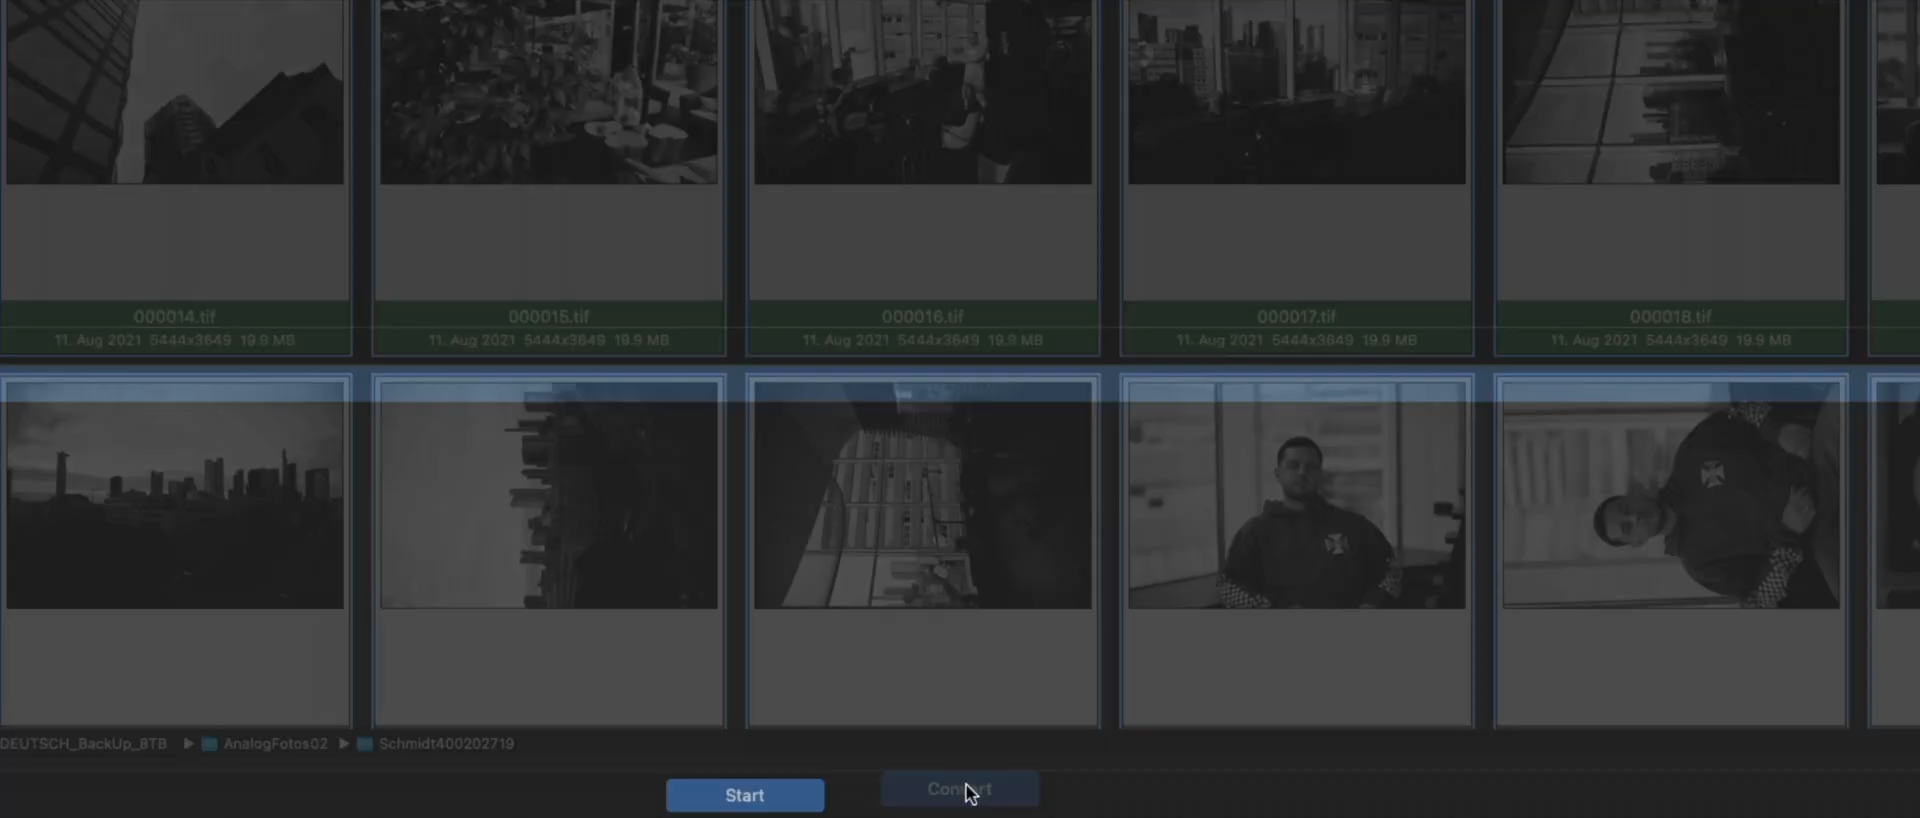 000014.tif
11. Aug 2021 5444x3649 19.9 MB
000015.tif
11. Aug 2021 5444x3649 19.9 MB
000016.tif
11. Aug 2021 5444x3649 19.9 MB
000017.tif
11. Aug 2021 5444x3649 19.9 MB
000018.tif
11. Aug 2021 5444x3649 19.9 MB
DEUTSCH_BackUp_8TB ▶ AnalogFotos02 ▶ Schmidt400202719
Start
Convert